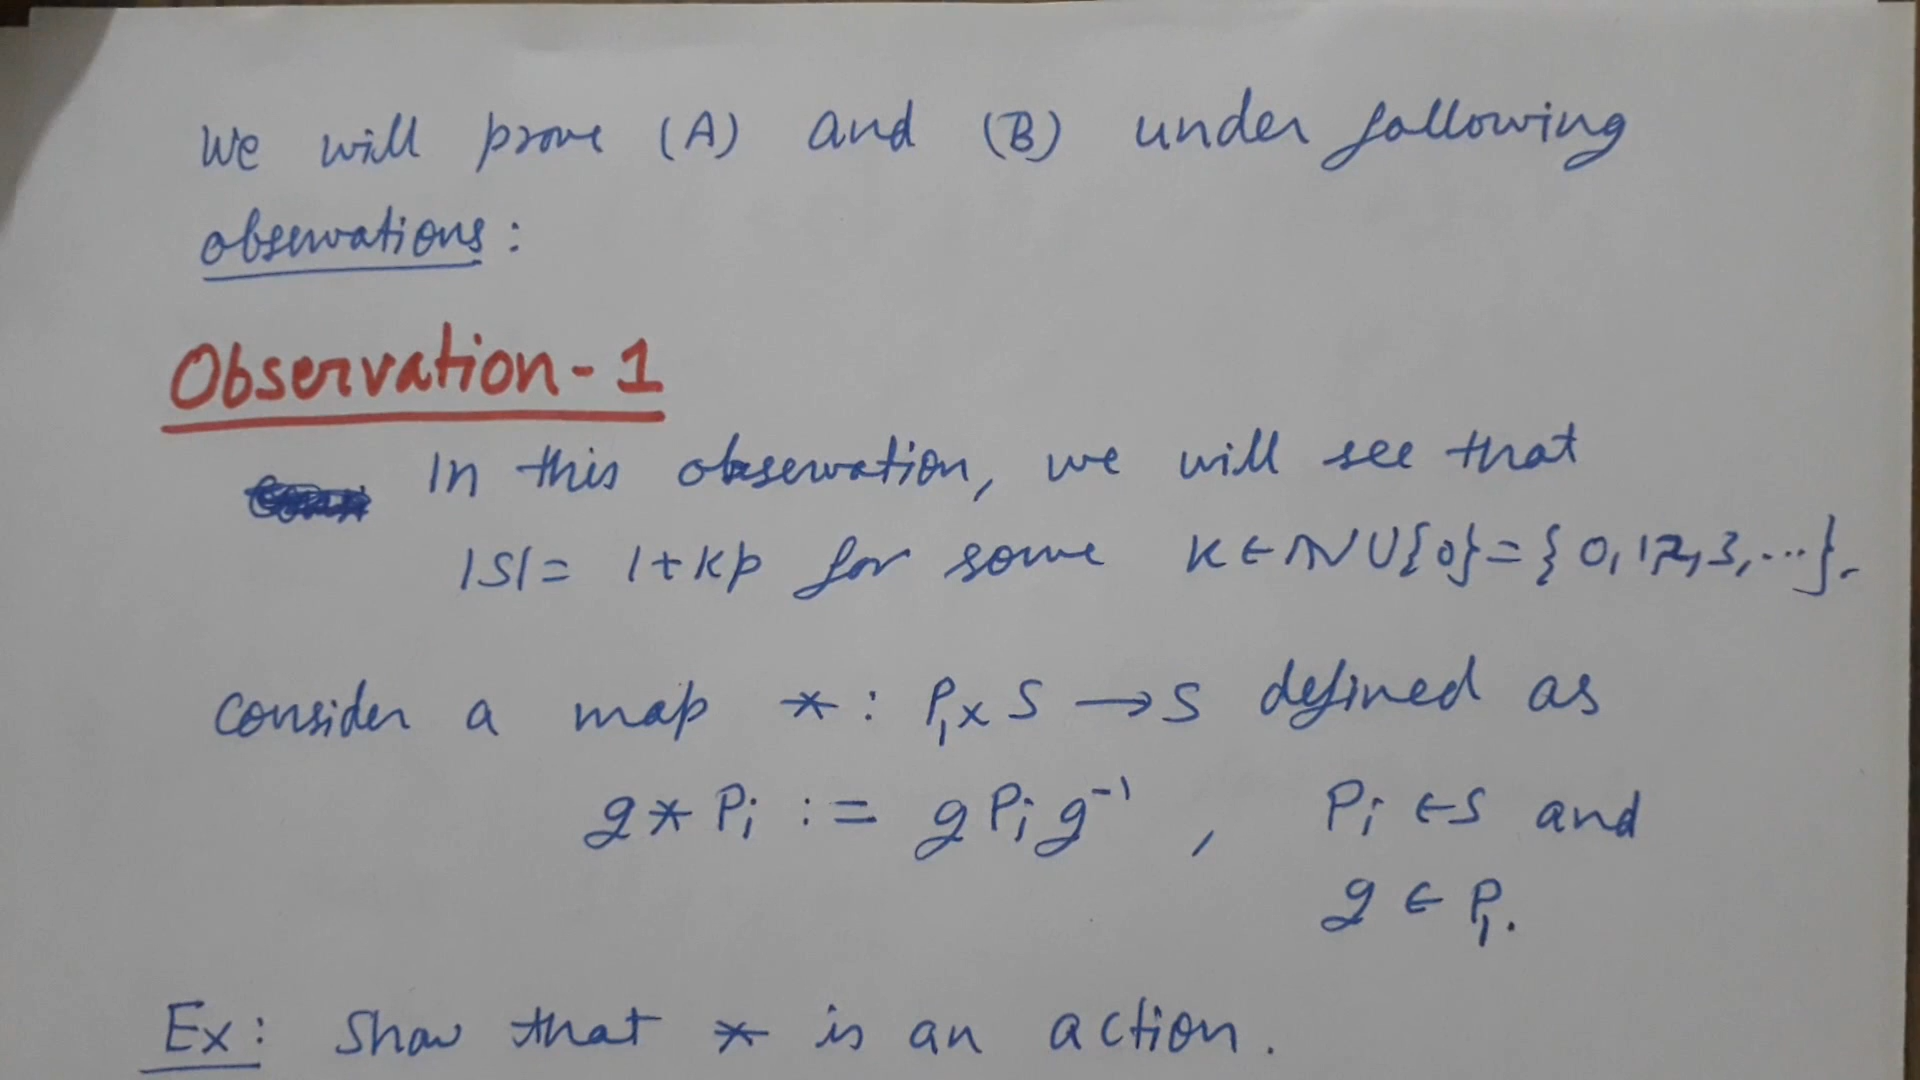 We will prove (A) and (B) under following
observations:
Observation-1
In this observation, we will see that
|S| = 1+kp for some k ∈ ℕ ∪ {0} = {0, 1, 2, 3, ...}.
consider a map * : P₁ × S → S defined as
g * Pᵢ := g Pᵢ g⁻¹ , Pᵢ ∈ S and
g ∈ P₁.
Ex: Show that * is an action.